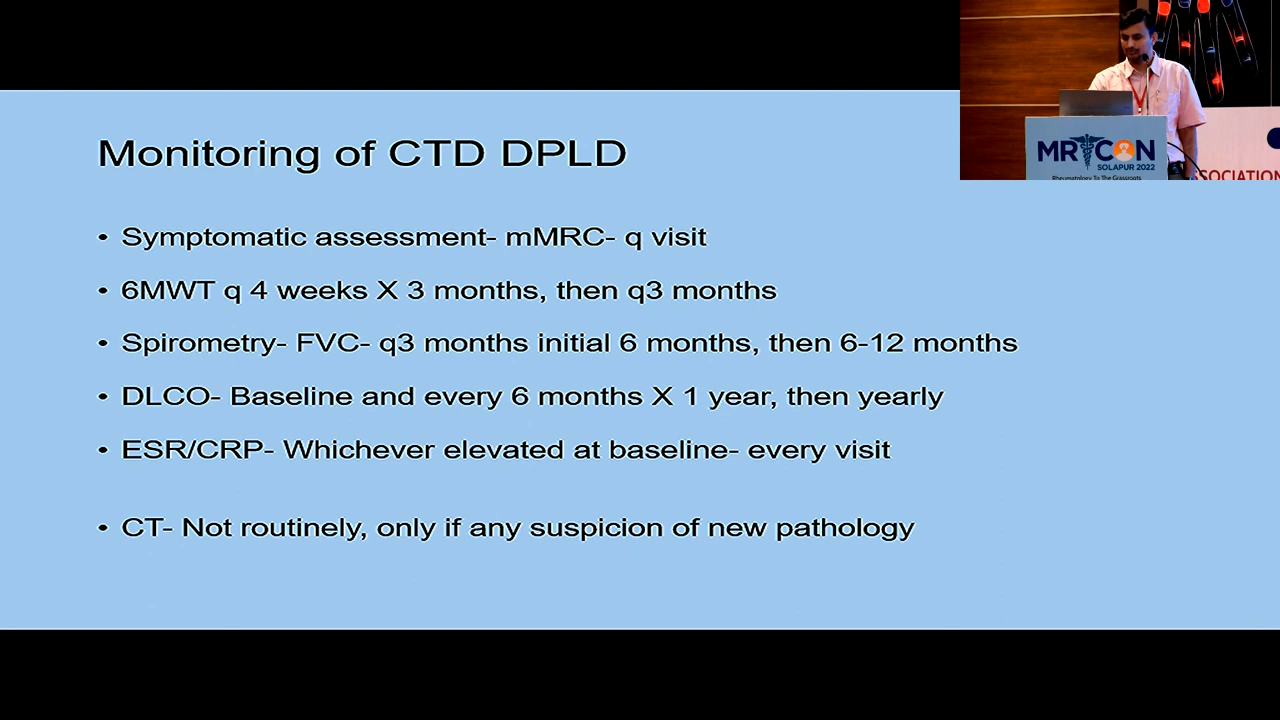 Monitoring of CTD DPLD
• Symptomatic assessment- mMRC- q visit
• 6MWT q 4 weeks X 3 months, then q3 months
• Spirometry- FVC- q3 months initial 6 months, then 6-12 months
• DLCO- Baseline and every 6 months X 1 year, then yearly
• ESR/CRP- Whichever elevated at baseline- every visit
• CT- Not routinely, only if any suspicion of new pathology
MRCON
SOLAPUR 2022
Rheumatology To The Grassroots
SSOCIATION